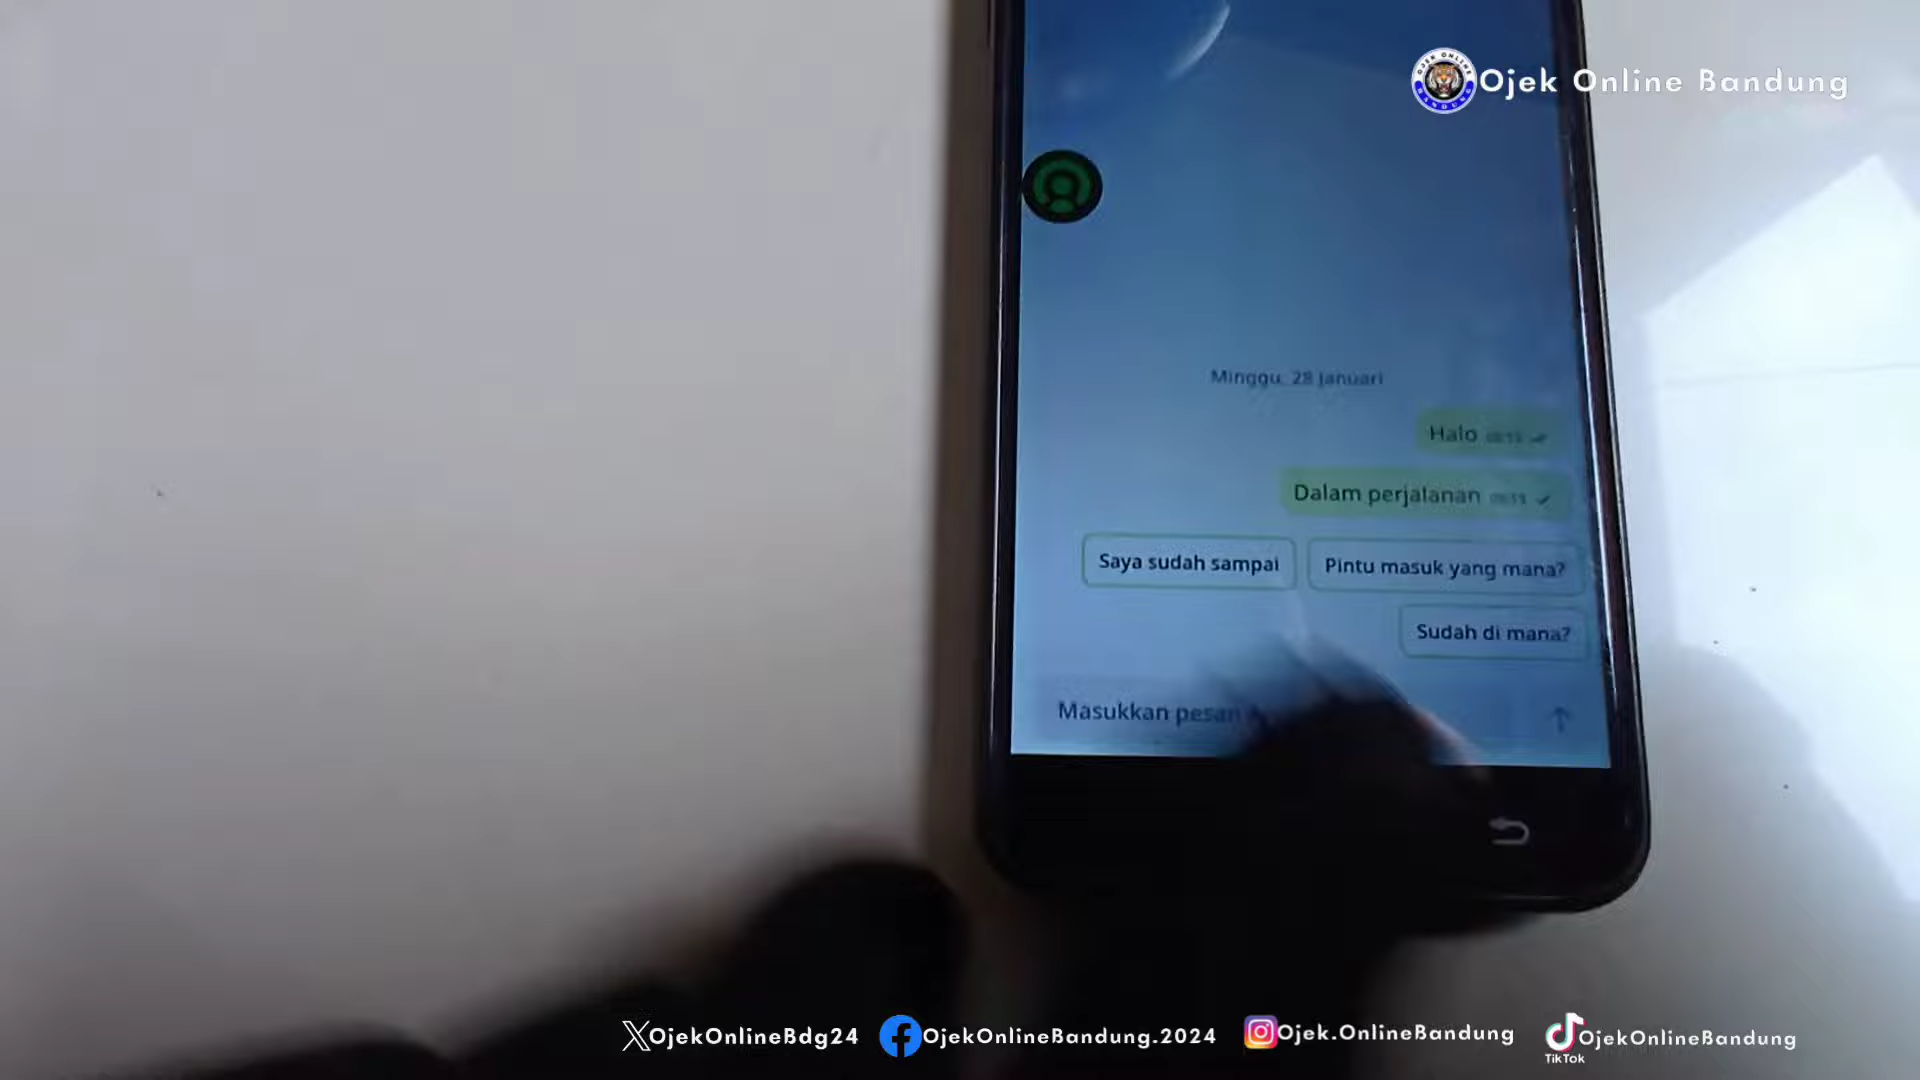 Ojek Online Bandung
Minggu, 28 Januari
Halo
Dalam perjalanan
Saya sudah sampai
Pintu masuk yang mana?
Sudah di mana?
Masukkan pesan
OjekOnlineBdg24
OjekOnlineBandung.2024
Ojek.OnlineBandung
OjekOnlineBandung
TikTok